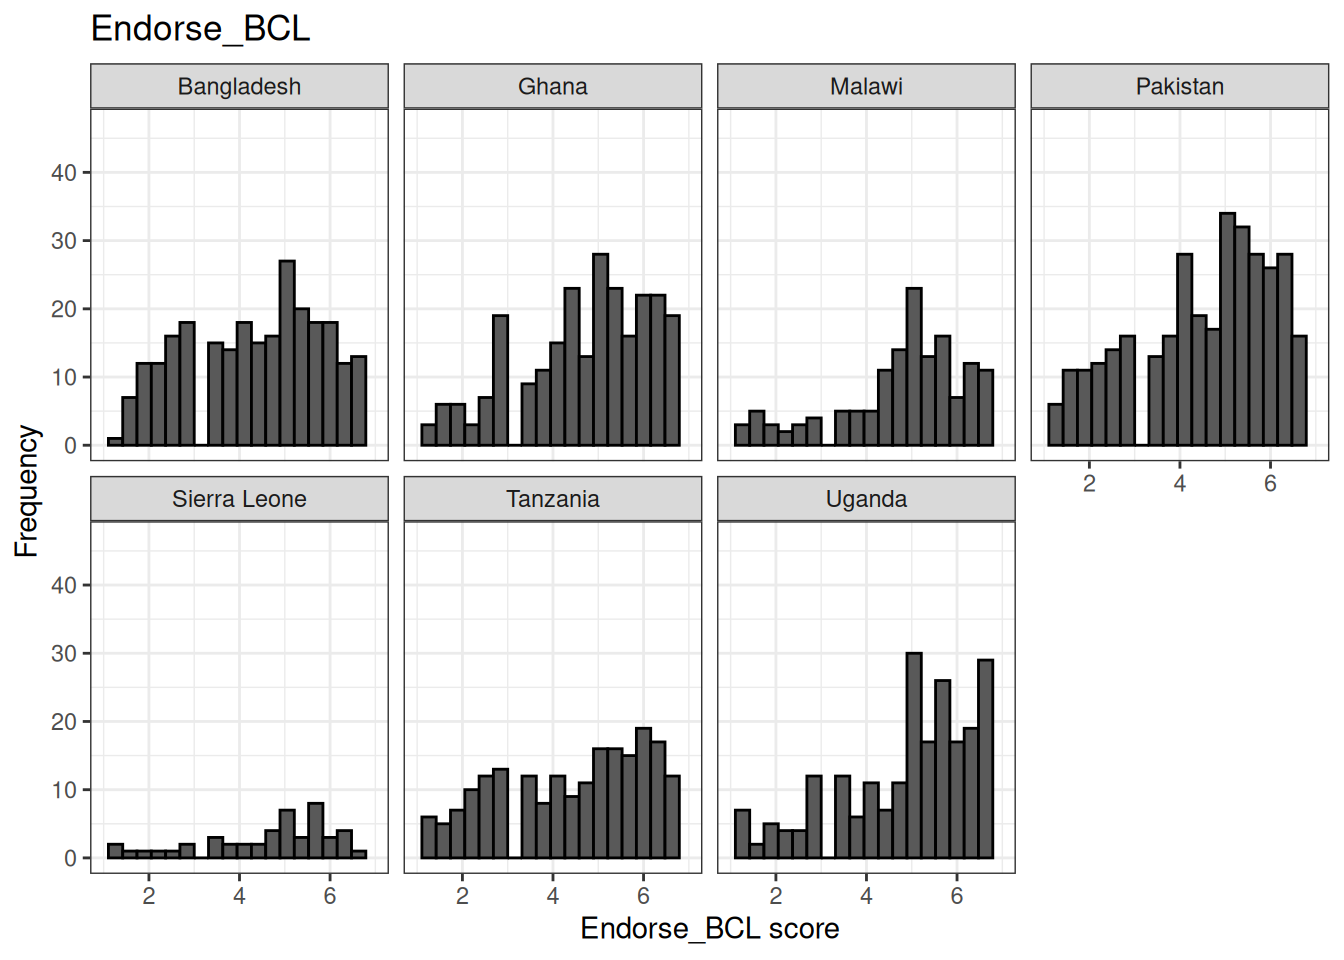 Endorse_BCL
Bangladesh
Ghana
Malawi
Pakistan
40
30
20
10
0
2 4 6
Sierra Leone
Tanzania
Uganda
40
30
20
10
0
2 4 6
2 4 6
2 4 6
Frequency
Endorse_BCL score